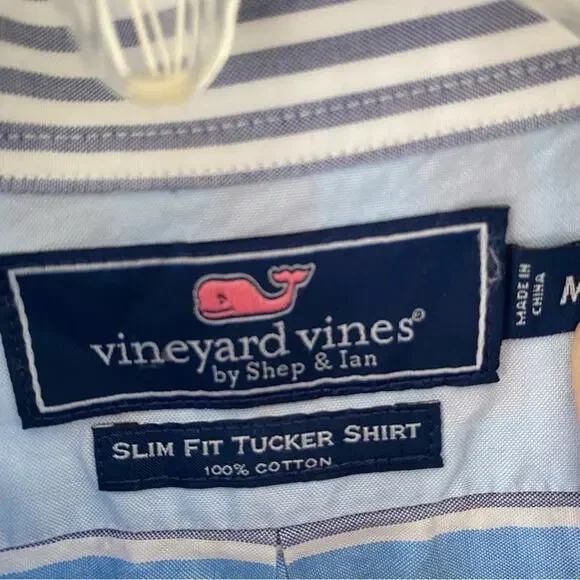 vineyard vines®
by Shep & Ian
MADE IN
CHINA
M
SLIM FIT TUCKER SHIRT
100% COTTON